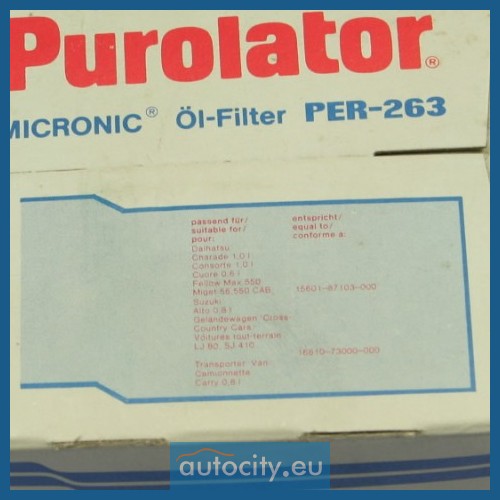 Purolator®
MICRONIC® Öl-Filter PER-263
passend für/ entspricht/
suitable for/ equal to/
pour: conforme a:
Daihatsu
Charade 1,0 l
Consorte 1,0 l
Cuore 0,6 l
Fellow Max 550
Miget 56,550 CAB, 15601-87103-000
Suzuki
Alto 0,8 l
Geländewagen/Cross
Country Cars
Voitures tout-terrain
LJ 80, SJ 410 16510-73000-000
Transporter Van
Camionnette
Carry 0,8 l
autocity.eu